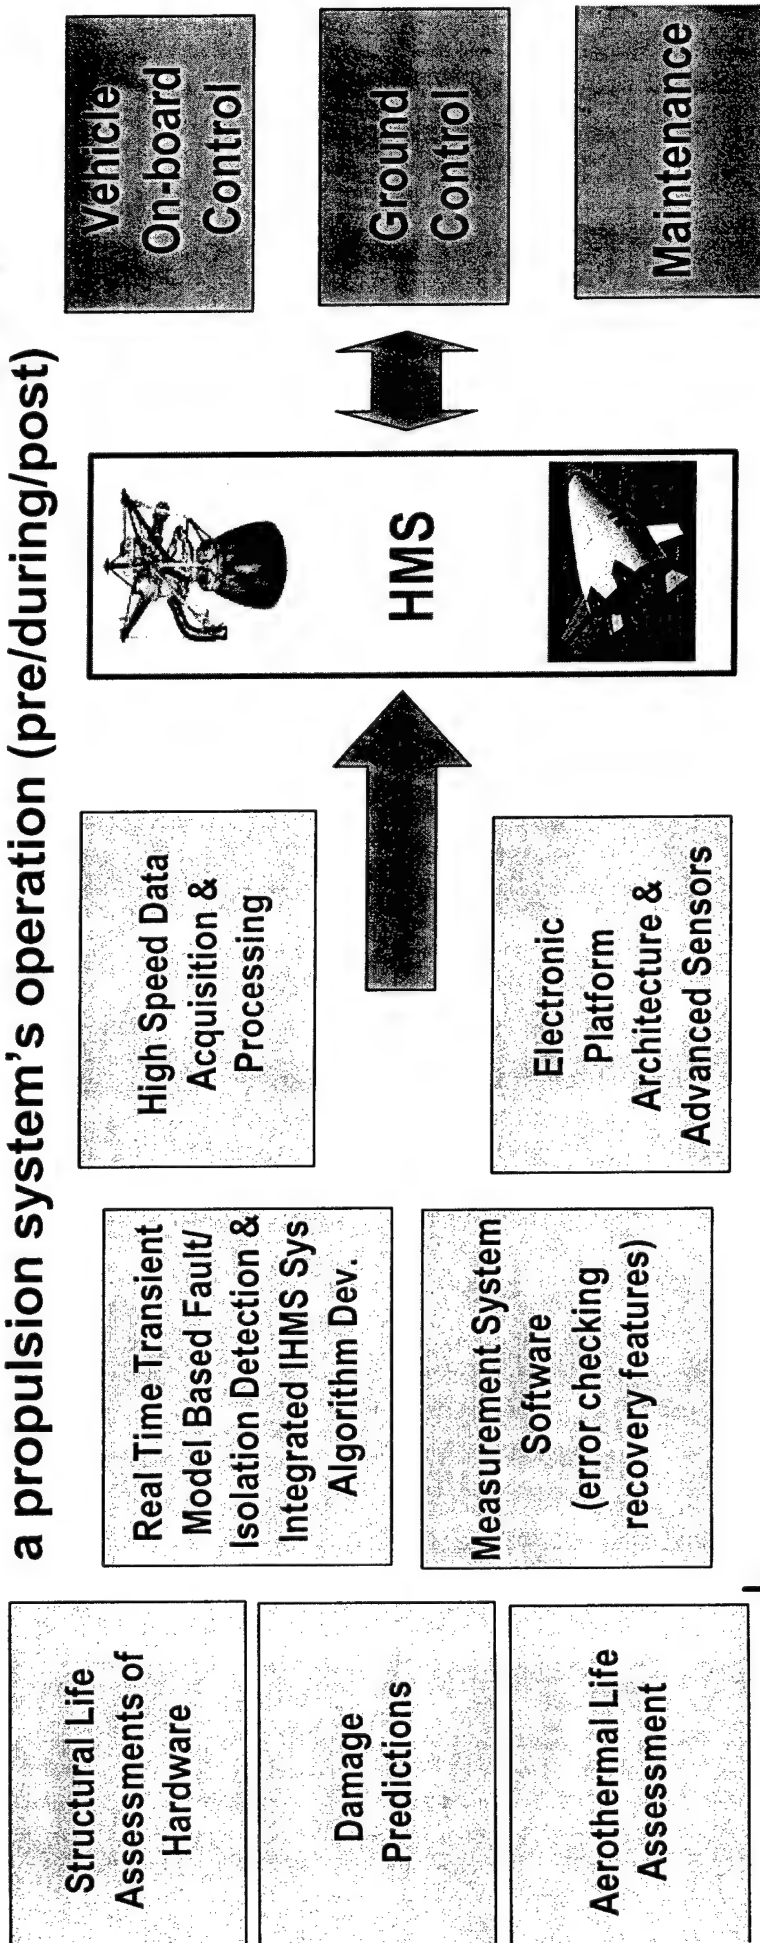 a propulsion system's operation (pre/during/post)
Structural Life
Assessments of
Hardware
Damage
Predictions
Aerothermal Life
Assessment
Real Time Transient
Model Based Fault/
Isolation Detection &
Integrated IHMS Sys
Algorithm Dev.
Measurement System
Software
(error checking
recovery features)
High Speed Data
Acquisition &
Processing
Electronic
Platform
Architecture &
Advanced Sensors
HMS
Vehicle
On-board
Control
Ground
Control
Maintenance